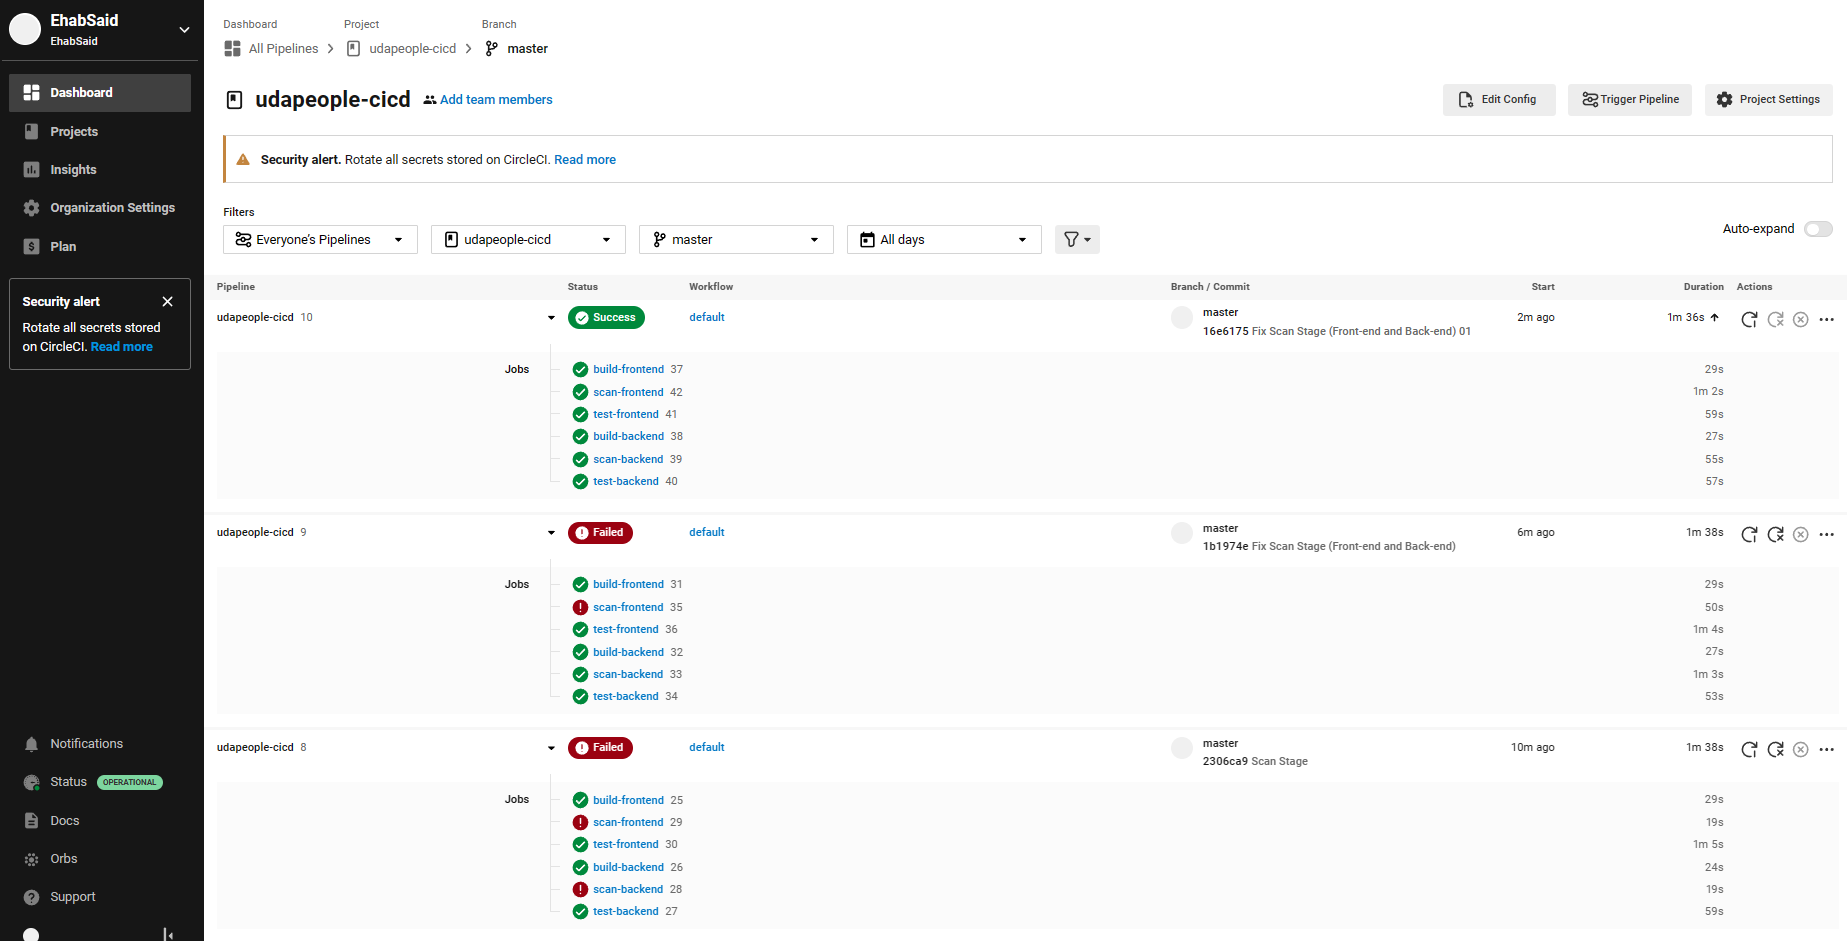 EhabSaid
EhabSaid
Dashboard
Projects
Insights
Organization Settings
Plan
Security alert
Rotate all secrets stored
on CircleCI. Read more
Notifications
Status OPERATIONAL
Docs
Orbs
Support
Dashboard Project Branch
All Pipelines udapeople-cicd master
udapeople-cicd Add team members
Edit Config Trigger Pipeline Project Settings
Security alert. Rotate all secrets stored on CircleCI. Read more
Filters
Everyone's Pipelines udapeople-cicd master All days
Auto-expand
Pipeline Status Workflow Branch / Commit Start Duration Actions
udapeople-cicd 10 Success default master 2m ago 1m 36s
16e6175 Fix Scan Stage (Front-end and Back-end) 01
Jobs build-frontend 37 29s
scan-frontend 42 1m 2s
test-frontend 41 59s
build-backend 38 27s
scan-backend 39 55s
test-backend 40 57s
udapeople-cicd 9 Failed default master 6m ago 1m 38s
1b1974e Fix Scan Stage (Front-end and Back-end)
Jobs build-frontend 31 29s
scan-frontend 35 50s
test-frontend 36 1m 4s
build-backend 32 27s
scan-backend 33 1m 3s
test-backend 34 53s
udapeople-cicd 8 Failed default master 10m ago 1m 38s
2306ca9 Scan Stage
Jobs build-frontend 25 29s
scan-frontend 29 19s
test-frontend 30 1m 5s
build-backend 26 24s
scan-backend 28 19s
test-backend 27 59s